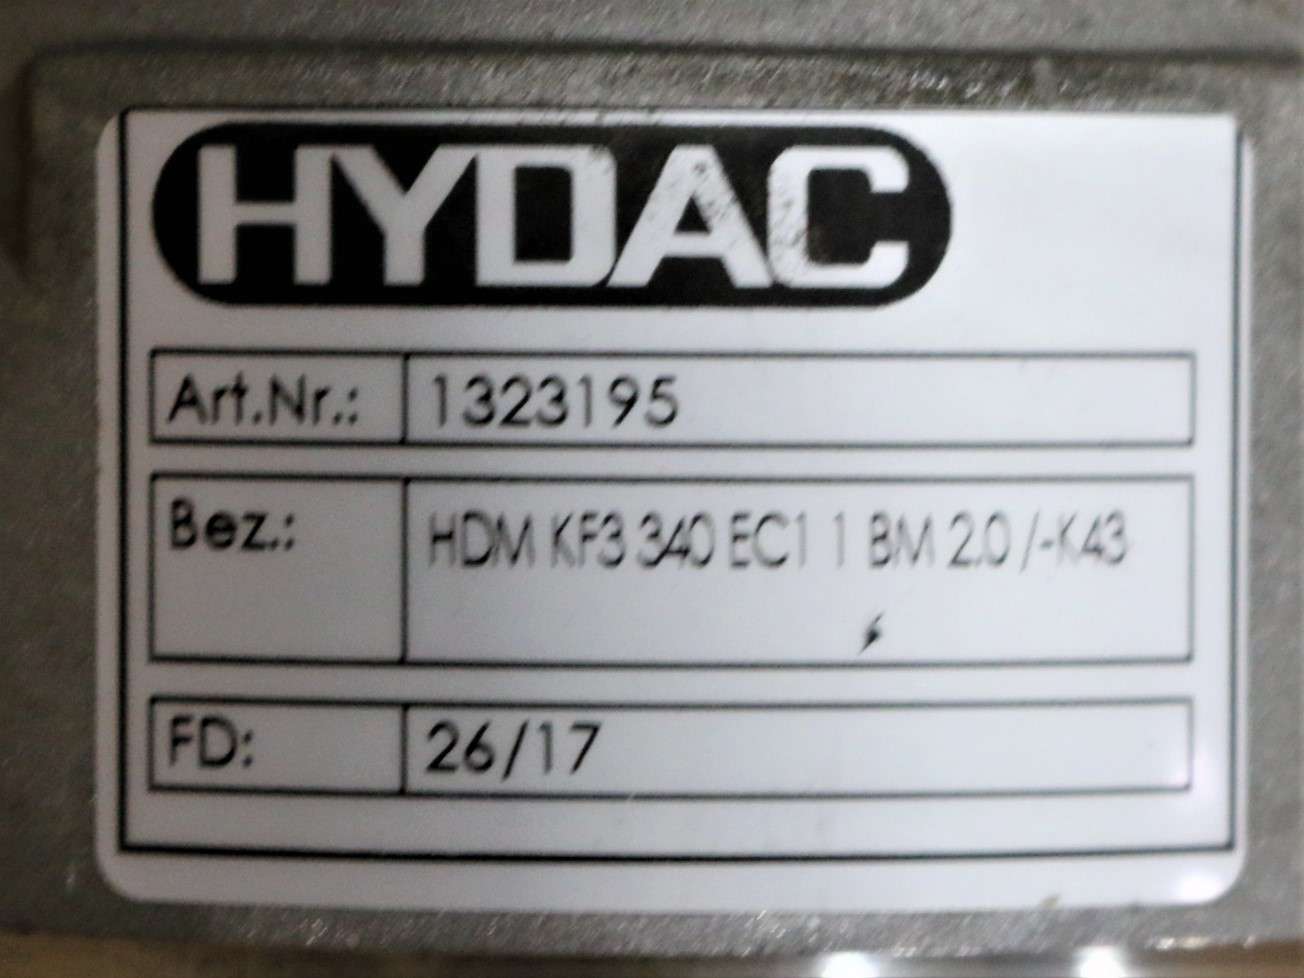 HYDAC
Art.Nr.: 1323195
Bez.: HDM KF3 340 EC1 1 BM 2.0 /-K43
FD: 26/17